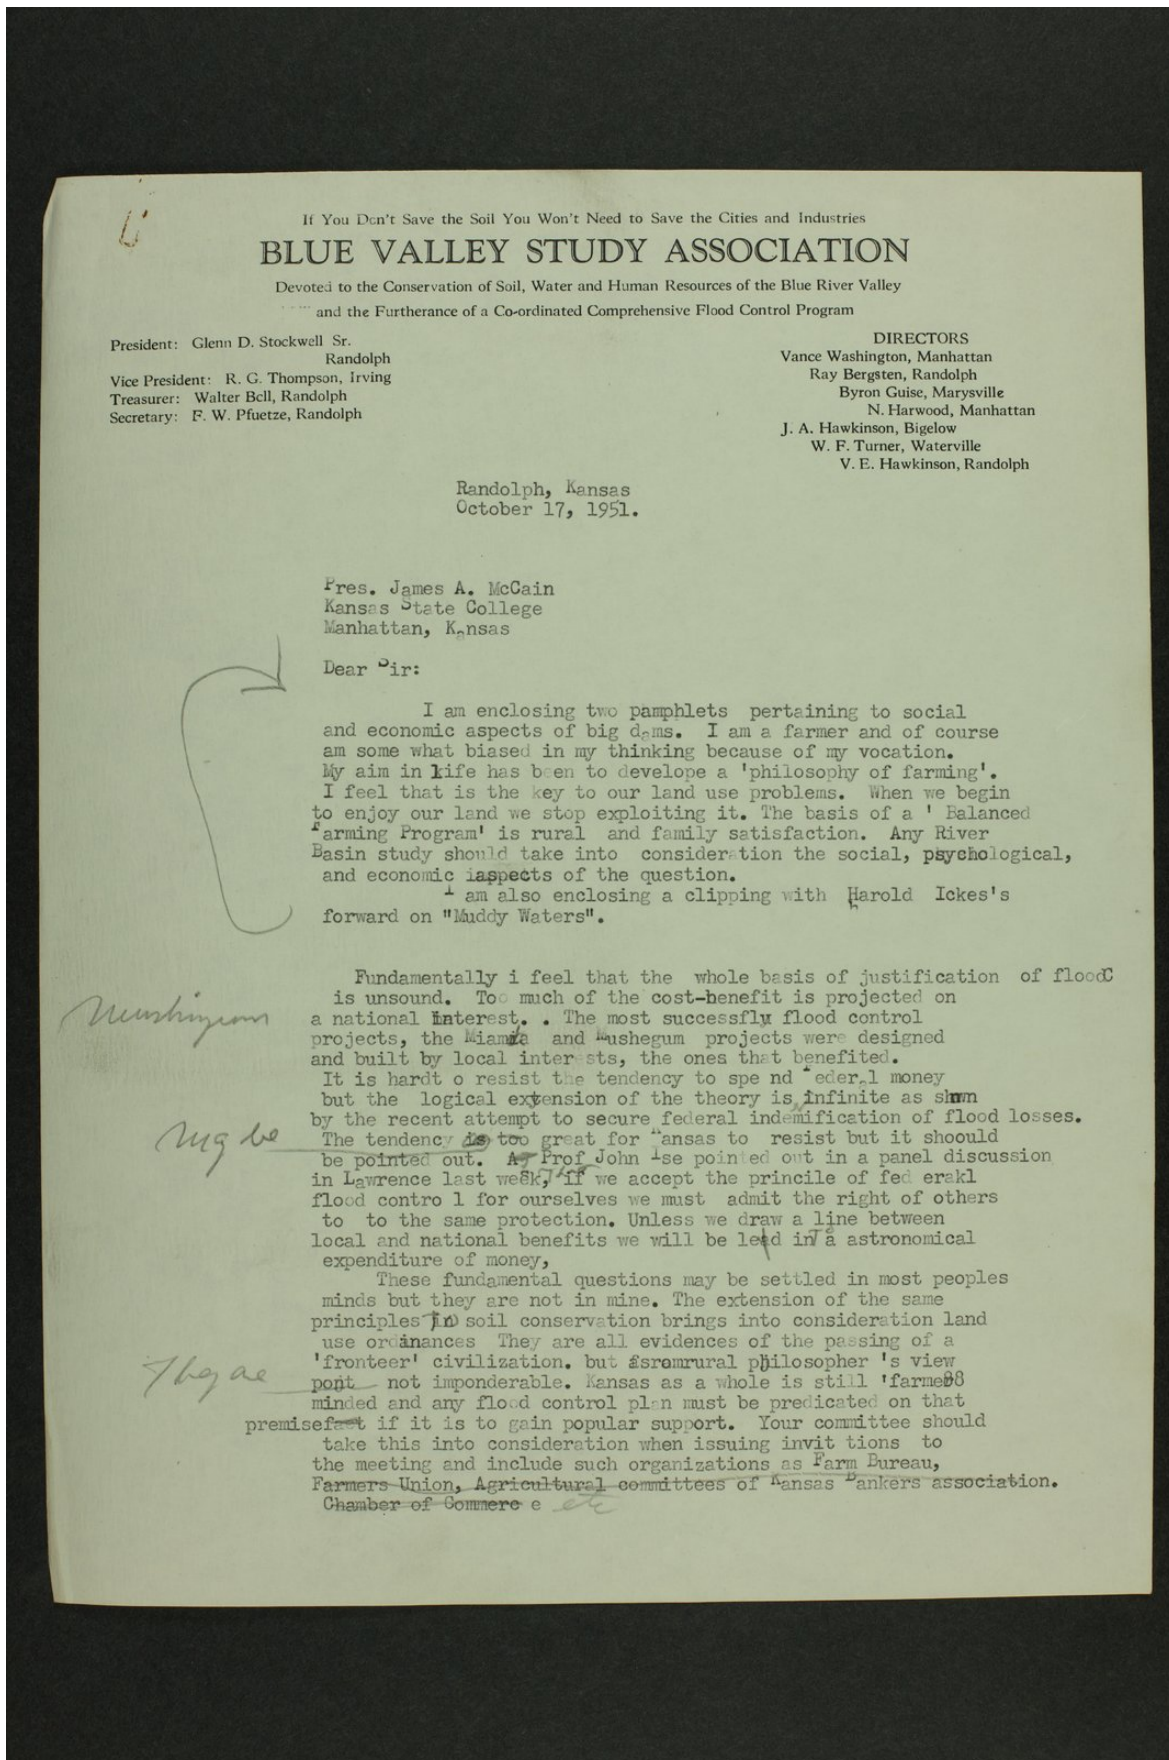 If You Don't Save the Soil You Won't Need to Save the Cities and Industries
BLUE VALLEY STUDY ASSOCIATION
Devoted to the Conservation of Soil, Water and Human Resources of the Blue River Valley
and the Furtherance of a Co-ordinated Comprehensive Flood Control Program
President: Glenn D. Stockwell Sr.
Randolph
Vice President: R. G. Thompson, Irving
Treasurer: Walter Bell, Randolph
Secretary: F. W. Pfuetze, Randolph
DIRECTORS
Vance Washington, Manhattan
Ray Bergsten, Randolph
Byron Guise, Marysville
N. Harwood, Manhattan
J. A. Hawkinson, Bigelow
W. F. Turner, Waterville
V. E. Hawkinson, Randolph
Randolph, Kansas
October 17, 1951.
Pres. James A. McCain
Kansas State College
Manhattan, Kansas
Dear Sir:
I am enclosing two pamphlets pertaining to social
and economic aspects of big dams. I am a farmer and of course
am some what biased in my thinking because of my vocation.
My aim in life has been to develope a 'philosophy of farming'.
I feel that is the key to our land use problems. When we begin
to enjoy our land we stop exploiting it. The basis of a ' Balanced
Farming Program' is rural and family satisfaction. Any River
Basin study should take into consideration the social, psychological,
and economic aspects of the question.
I am also enclosing a clipping with Harold Ickes's
forward on "Muddy Waters".
Fundamentally i feel that the whole basis of justification of floodC
is unsound. Too much of the cost-benefit is projected on
a national interest. . The most successflu flood control
projects, the Miami and Mushegum projects were designed
and built by local interests, the ones that benefited.
It is hardt o resist the tendency to spe nd Federal money
but the logical extension of the theory is infinite as shwn
by the recent attempt to secure federal indemification of flood losses.
May be
The tendency is too great for Kansas to resist but it shoould
be pointed out. As Prof John Ise pointed out in a panel discussion
in Lawrence last week, if we accept the princile of fed erakl
flood contro l for ourselves we must admit the right of others
to to the same protection. Unless we draw a line between
local and national benefits we will be led inTa astronomical
expenditure of money,
These fundamental questions may be settled in most peoples
minds but they are not in mine. The extension of the same
principles in soil conservation brings into consideration land
use ordinances They are all evidences of the passing of a
'fronteer' civilization. but philosopher 's view
They are
pont not imponderable. Kansas as a whole is still 'farme88
minded and any flood control plan must be predicated on that
premisefact if it is to gain popular support. Your committee should
take this into consideration when issuing invit tions to
the meeting and include such organizations as Farm Bureau,
Farmers Union, Agricultural committees of Kansas Bankers association.
Chamber of Commerc e etc